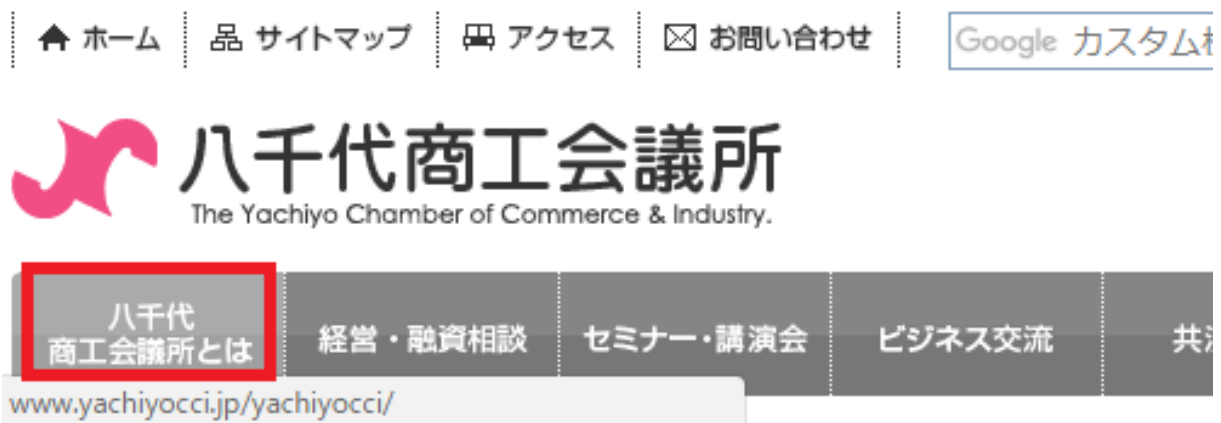 ホーム サイトマップ アクセス お問い合わせ Google カスタム
八千代商工会議所
The Yachiyo Chamber of Commerce & Industry.
八千代
商工会議所とは
経営・融資相談 セミナー・講演会 ビジネス交流 共
www.yachiyocci.jp/yachiyocci/